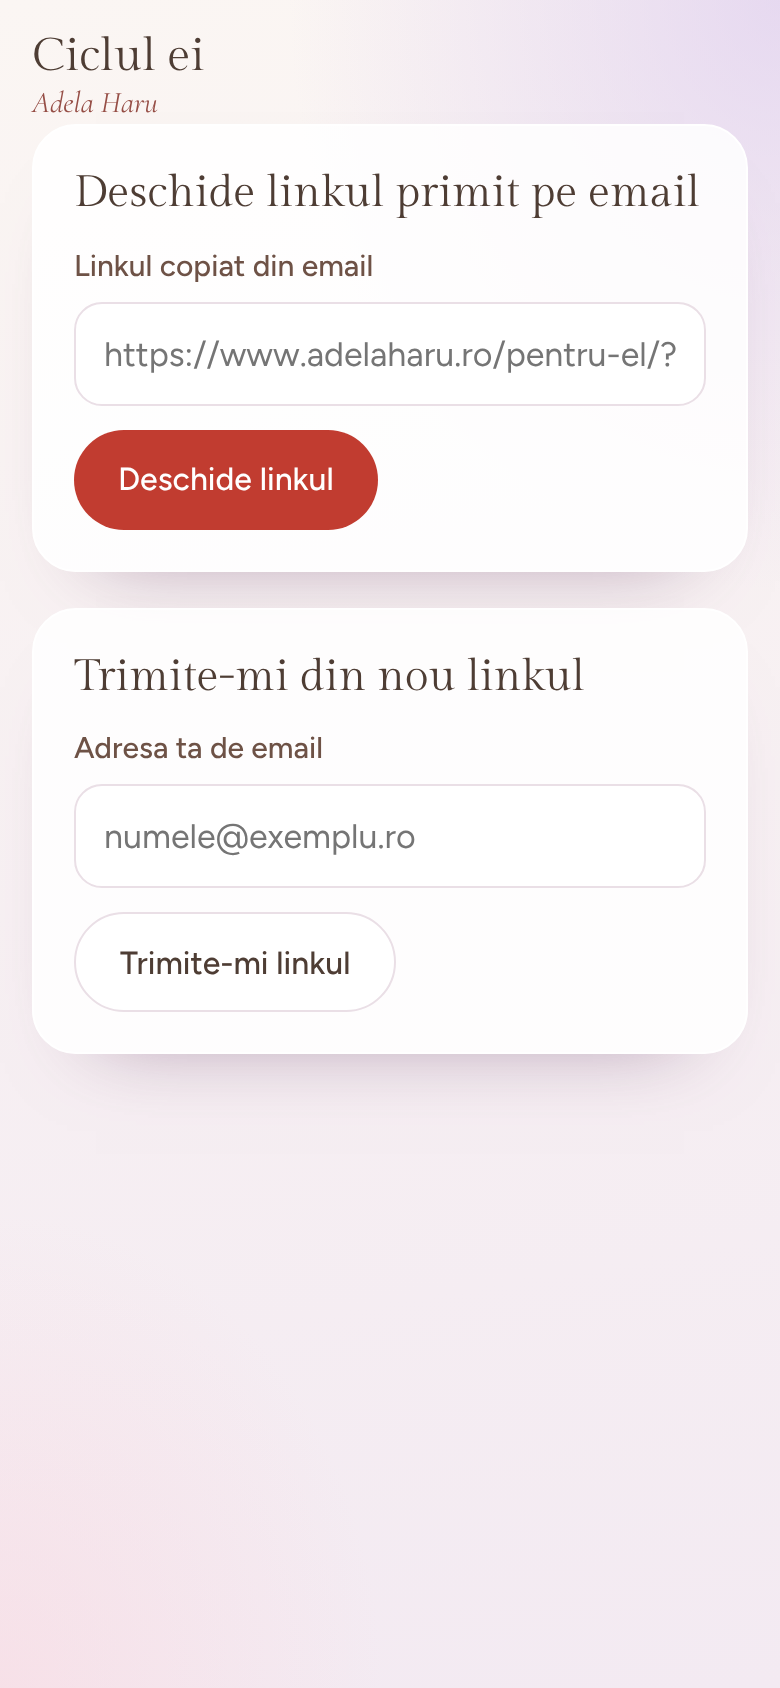 Ciclul ei
Adela Haru
Deschide linkul primit pe email
Linkul copiat din email
https://www.adelaharu.ro/pentru-el/?
Deschide linkul
Trimite-mi din nou linkul
Adresa ta de email
numele@exemplu.ro
Trimite-mi linkul